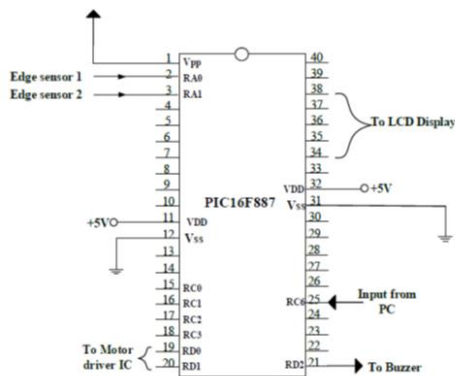 1 Vpp 40
Edge sensor 1 2 RA0 39
Edge sensor 2 3 RA1 38
4 37
5 36 To LCD Display
6 35
7 34
8 33
9 VDD 32 +5V
10 PIC16F887 Vss 31
+5V 11 VDD 30
12 Vss 29
13 28
14 27
15 RC0 26
16 RC1 RC6 25 Input from
PC
17 RC2 24
18 RC3 23
To Motor 19 RD0 22
driver IC 20 RD1 RD2 21 To Buzzer